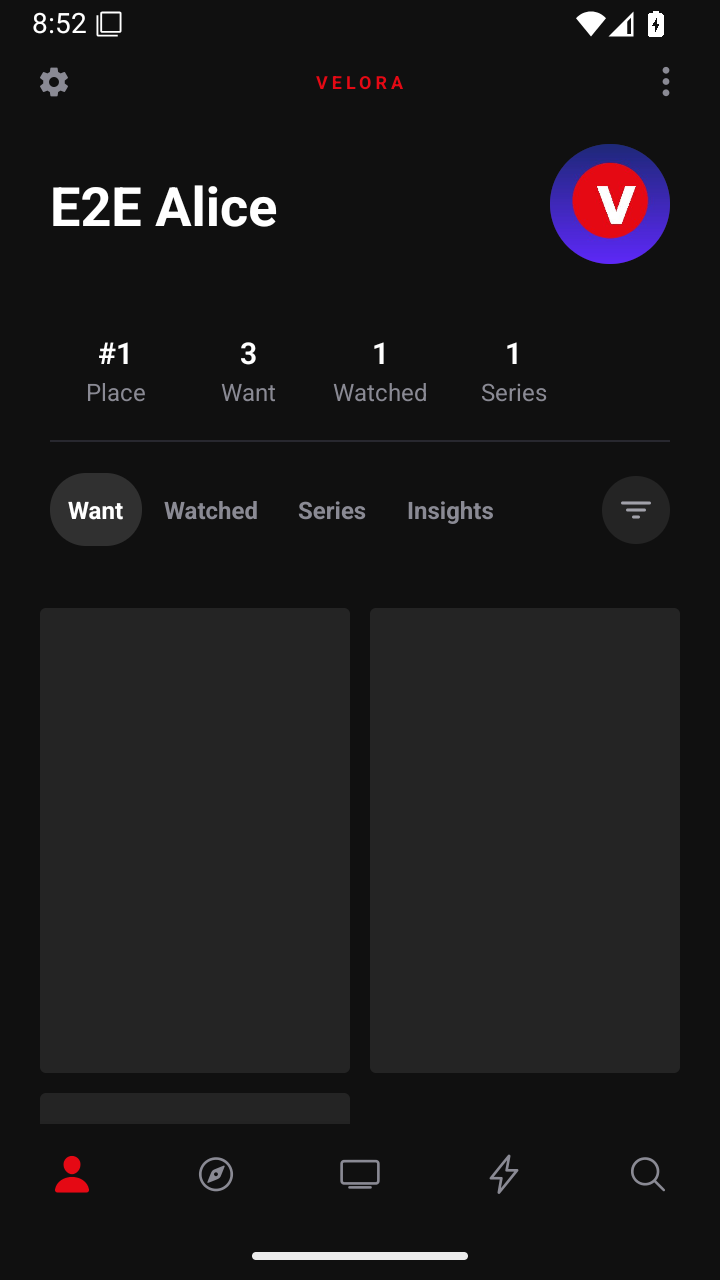 8:52
VELORA
E2E Alice
V
#1 3 1 1
Place Want Watched Series
Want Watched Series Insights